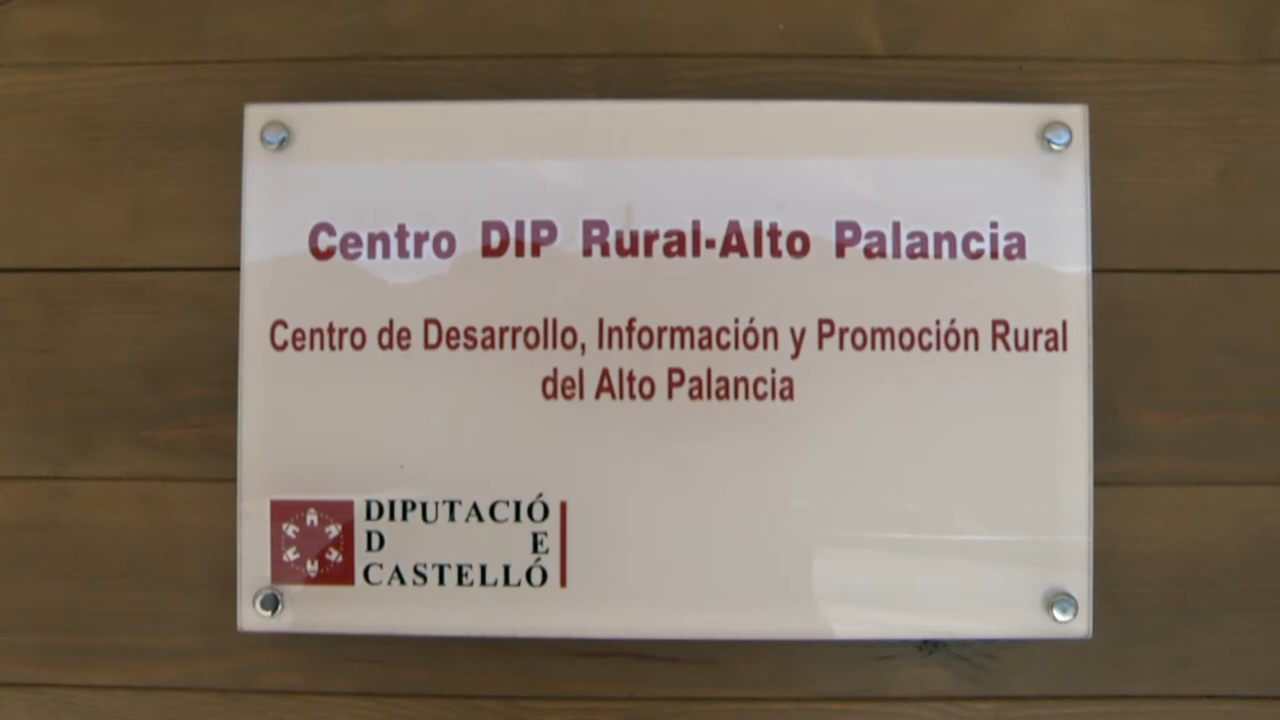 Centro DIP Rural-Alto Palancia
Centro de Desarrollo, Información y Promoción Rural
del Alto Palancia
DIPUTACIÓ
D E
CASTELLÓ